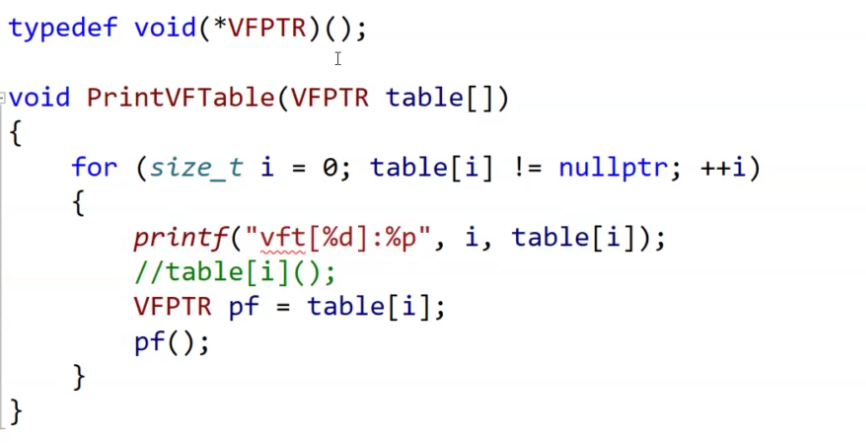 typedef void(*VFPTR)();
void PrintVFTable(VFPTR table[])
{
for (size_t i = 0; table[i] != nullptr; ++i)
{
printf("vft[%d]:%p", i, table[i]);
//table[i]();
VFPTR pf = table[i];
pf();
}
}